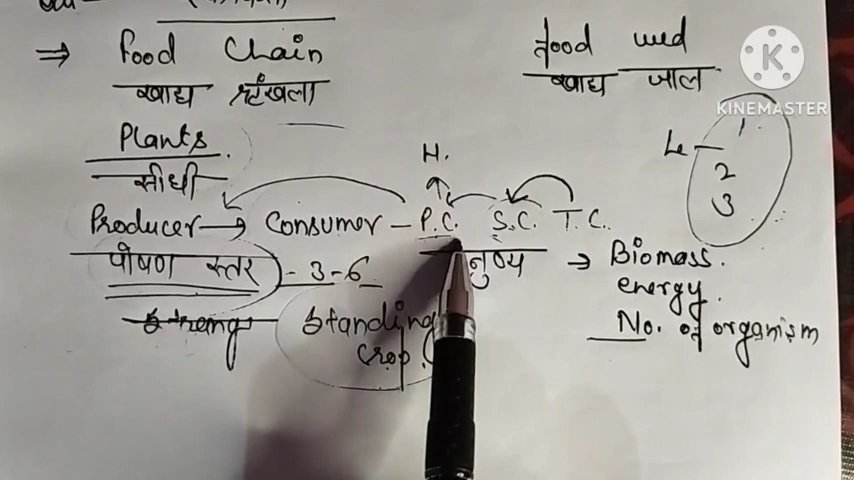 ⇒ Food Chain
खाद्य श्रृंखला
Food web
खाद्य जाल
KINEMASTER
Plants.
सीधी
H.
Le — 1.
2
3
Producer → Consumer – P.C. S.C. T.C.
पोषण स्तर - 3-6
→ Biomass.
energy.
No. of organism
Standing
Crop.